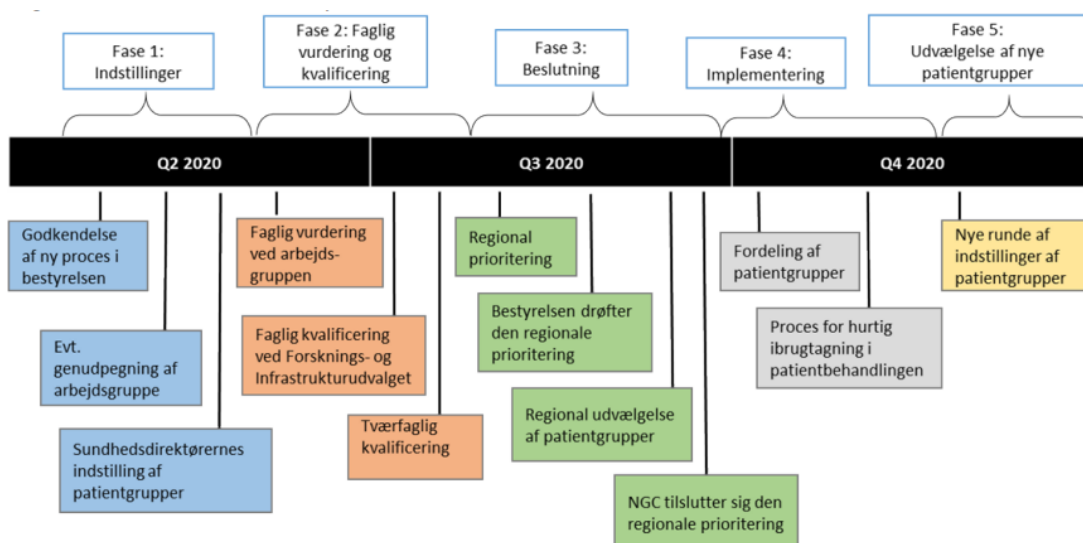 Fase 1:
Indstillinger
Fase 2: Faglig
vurdering og
kvalificering
Fase 3:
Beslutning
Fase 4:
Implementering
Fase 5:
Udvælgelse af nye
patientgrupper
Q2 2020
Q3 2020
Q4 2020
Godkendelse
af ny proces i
bestyrelsen
Evt.
genudpegning af
arbejdsgruppe
Sundhedsdirektørernes
indstilling af
patientgrupper
Faglig vurdering
ved arbejds-
gruppen
Faglig kvalificering
ved Forsknings- og
Infrastrukturudvalget
Tværfaglig
kvalificering
Regional
prioritering
Bestyrelsen drøfter
den regionale
prioritering
Regional udvælgelse
af patientgrupper
NGC tilslutter sig den
regionale prioritering
Fordeling af
patientgrupper
Proces for hurtig
ibrugtagning i
patientbehandlingen
Nye runde af
indstillinger af
patientgrupper